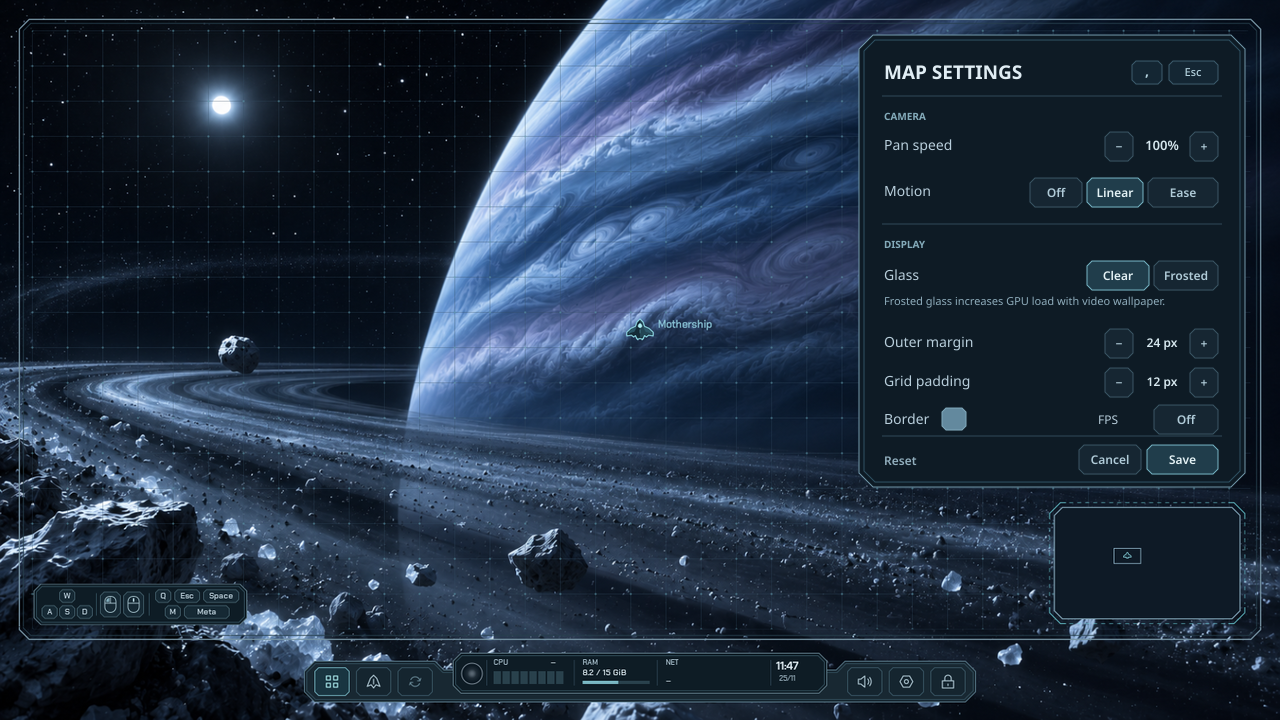 MAP SETTINGS , Esc
CAMERA
Pan speed − 100% +
Motion Off Linear Ease
DISPLAY
Glass Clear Frosted
Frosted glass increases GPU load with video wallpaper.
Mothership
Outer margin − 24 px +
Grid padding − 12 px +
Border FPS Off
Reset Cancel Save
W Q Esc Space
A S D M Meta
CPU – RAM NET 11:47
8.2 / 15 GiB – 25/11